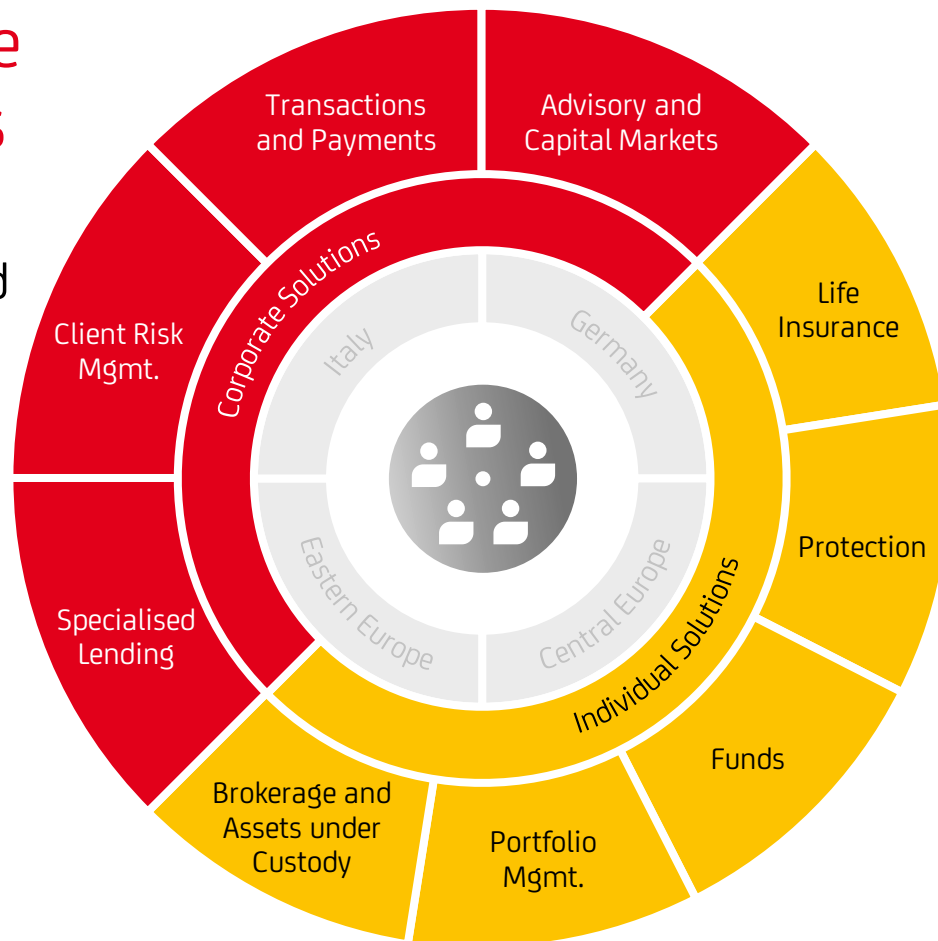 Transactions
and Payments
Advisory and
Capital Markets
Client Risk
Mgmt.
Specialised
Lending
Corporate Solutions
Italy
Germany
Eastern Europe
Central Europe
Individual Solutions
Life
Insurance
Protection
Funds
Portfolio
Mgmt.
Brokerage and
Assets under
Custody